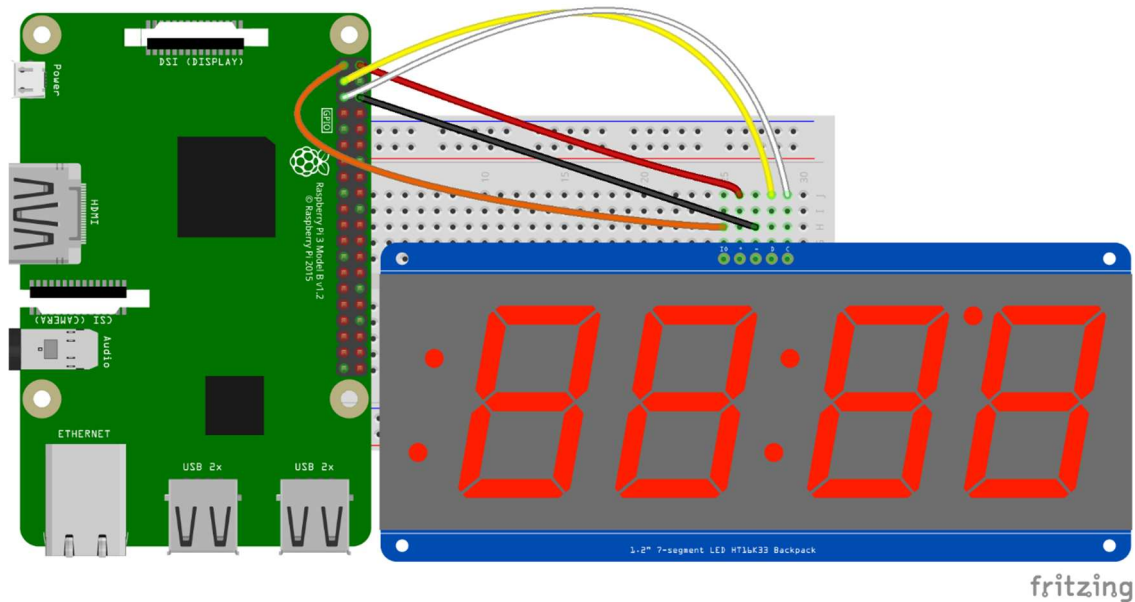 DSI (DISPLAY)
Power
GPIO
HDMI
Raspberry Pi 3 Model B v1.2
© Raspberry Pi 2015
CSI (CAMERA)
Audio
ETHERNET
USB 2x
USB 2x
10
15
20
25
30
J
I
H
IO + - D C
1.2" 7-segment LED HT16K33 Backpack
fritzing